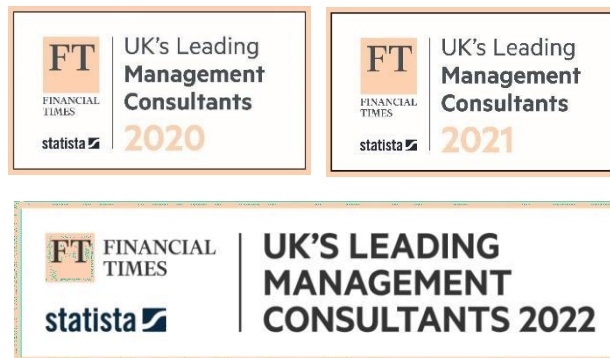 FT
FINANCIAL
TIMES
statista
UK's Leading
Management
Consultants
2020
FT
FINANCIAL
TIMES
statista
UK's Leading
Management
Consultants
2021
FT FINANCIAL
TIMES
statista
UK'S LEADING
MANAGEMENT
CONSULTANTS 2022